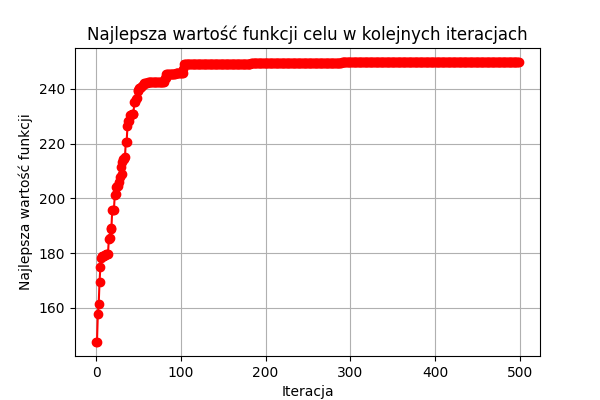 Najlepsza wartość funkcji celu w kolejnych iteracjach
Najlepsza wartość funkcji
240
220
200
180
160
0 100 200 300 400 500
Iteracja